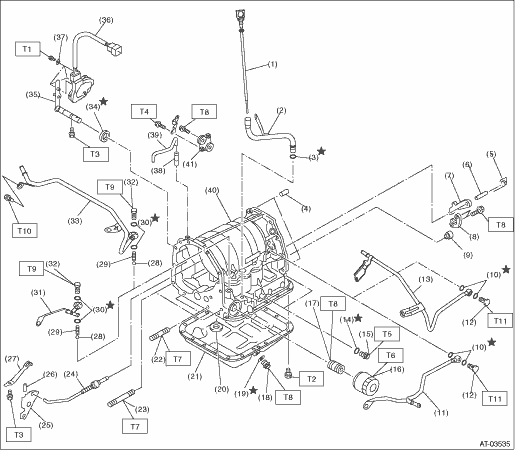 (36)
(37)
T1
(35)
(34)
T3
T4
T8
(39)
(38)
(41)
(1)
(2)
(3)
(40)
(4)
(5)
(6)
(7)
T8
(8)
(9)
T9
(32)
(30)
(33)
T10
(29)
(28)
T9
(32)
(31)
(30)
(29)
(28)
(10)
(13)
(12)
T11
(14)
(15)
T5
(17)
T8
T6
(16)
(10)
(12)
T11
(11)
(27)
(26)
(24)
(25)
T3
(22)
T7
(23)
T7
(21)
(20)
(19)
(18)
T8
T2
AT-03535